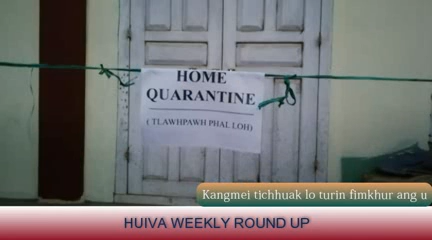 HOME
QUARANTINE
( TLAWHPAWH PHAL LOH)
Kangmei tichhuak lo turin fimkhur ang u
HUIVA WEEKLY ROUND UP